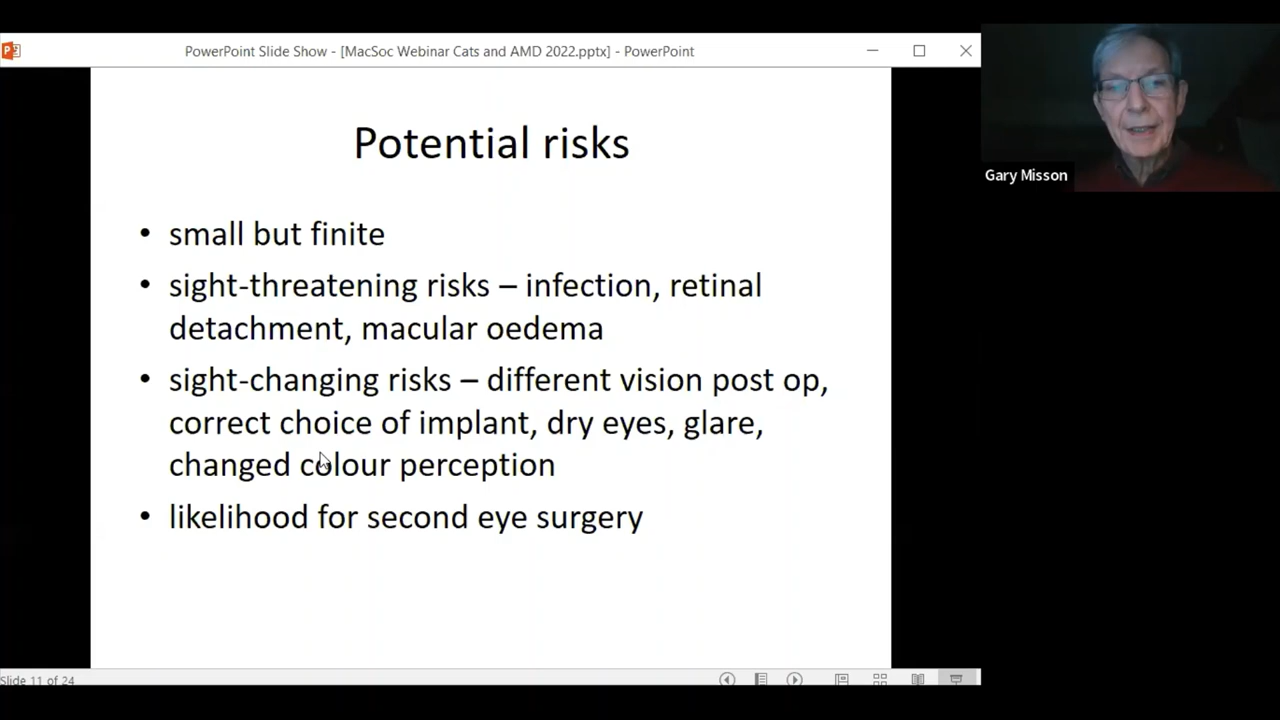 PowerPoint Slide Show - [MacSoc Webinar Cats and AMD 2022.pptx] - PowerPoint
Potential risks
• small but finite
• sight-threatening risks – infection, retinal
detachment, macular oedema
• sight-changing risks – different vision post op,
correct choice of implant, dry eyes, glare,
changed colour perception
• likelihood for second eye surgery
Gary Misson
Slide 11 of 24